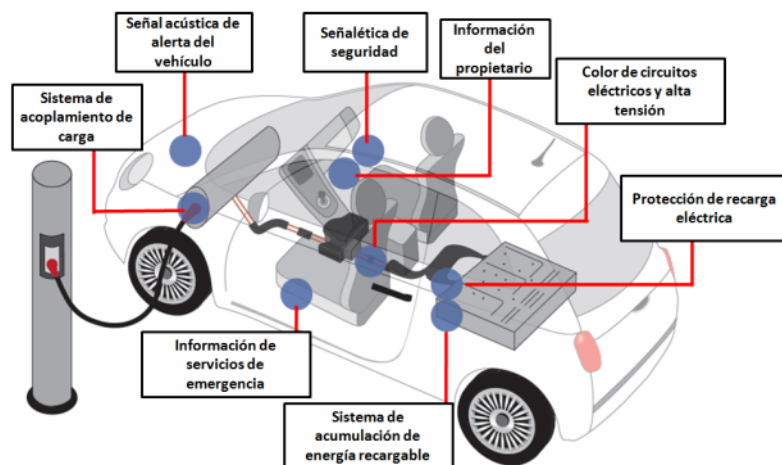 Señal acústica de
alerta del
vehículo
Señalética de
seguridad
Información
del
propietario
Color de circuitos
eléctricos y alta
tensión
Sistema de
acoplamiento de
carga
Protección de recarga
eléctrica
Información de
servicios de
emergencia
Sistema de
acumulación de
energía recargable